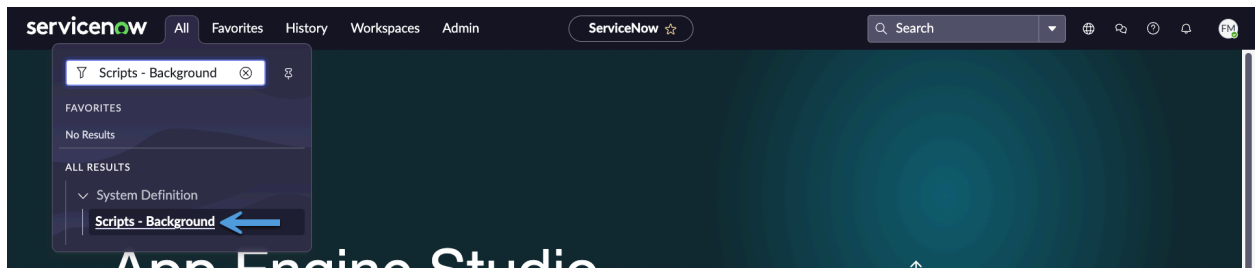 servicenow All Favorites History Workspaces Admin ServiceNow Search FM
Scripts - Background
FAVORITES
No Results
ALL RESULTS
System Definition
Scripts - Background
App Engine Studio